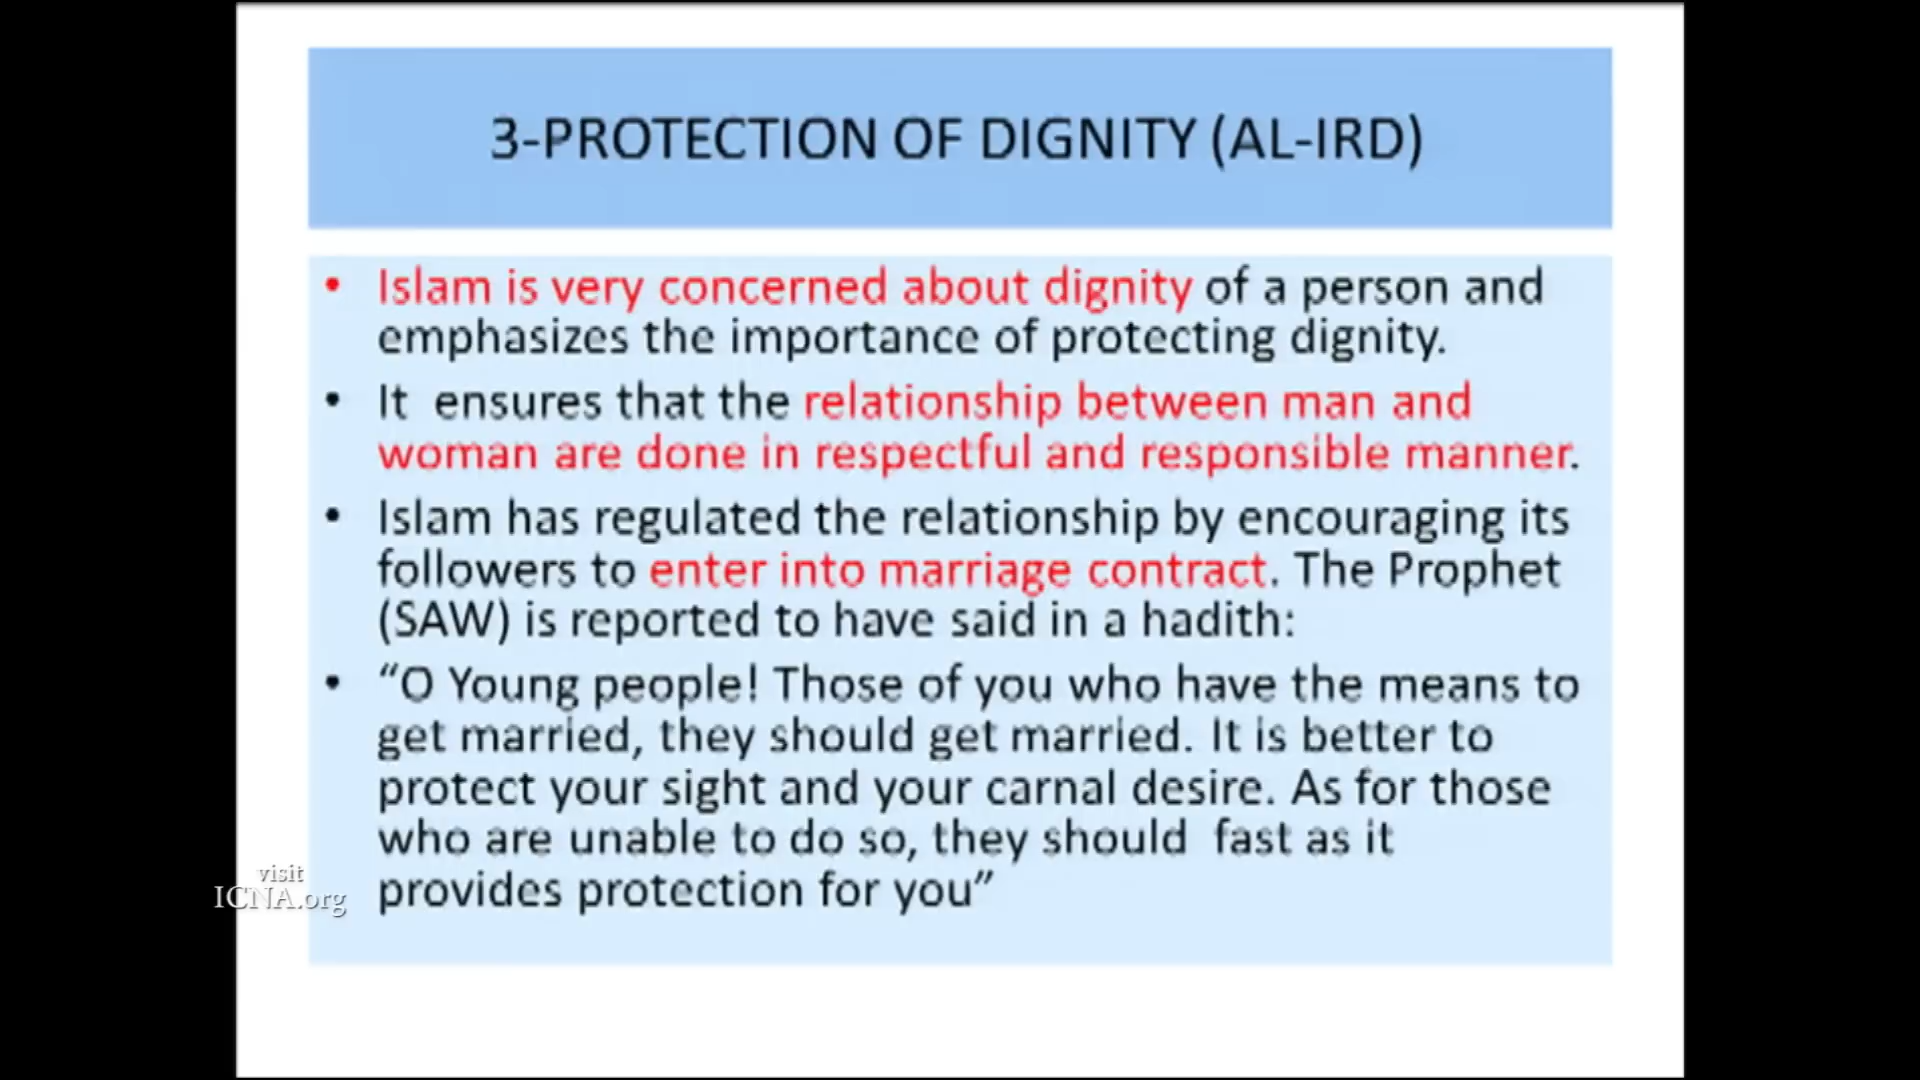 3-PROTECTION OF DIGNITY (AL-IRD)
• Islam is very concerned about dignity of a person and
emphasizes the importance of protecting dignity.
• It ensures that the relationship between man and
woman are done in respectful and responsible manner.
• Islam has regulated the relationship by encouraging its
followers to enter into marriage contract. The Prophet
(SAW) is reported to have said in a hadith:
• “O Young people! Those of you who have the means to
get married, they should get married. It is better to
protect your sight and your carnal desire. As for those
who are unable to do so, they should fast as it
provides protection for you”
visit
ICNA.org